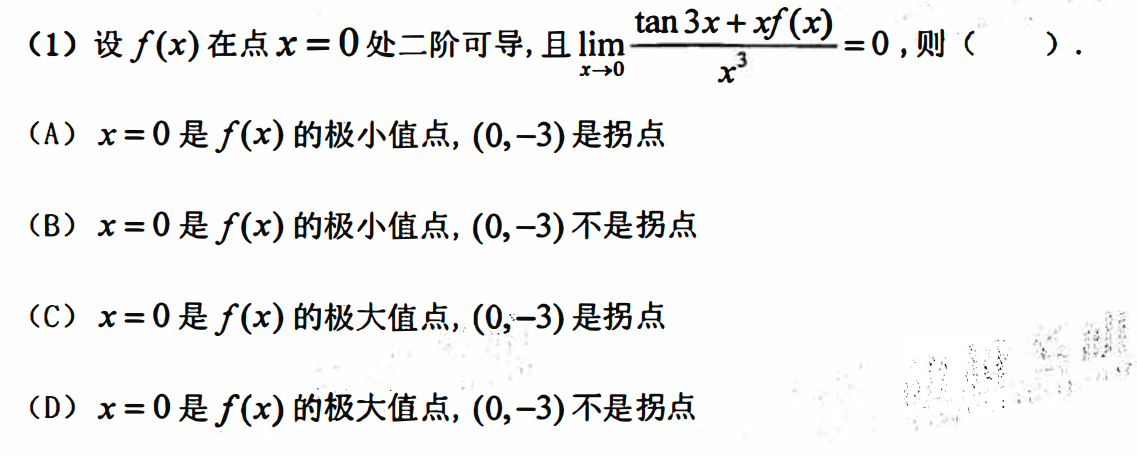 (1) 设 f(x) 在点 x = 0 处二阶可导, 且 lim_{x→0} \frac{tan 3x + xf(x)}{x^3} = 0 , 则 (    ) .
(A) x = 0 是 f(x) 的极小值点, (0, −3) 是拐点
(B) x = 0 是 f(x) 的极小值点, (0, −3) 不是拐点
(C) x = 0 是 f(x) 的极大值点, (0, −3) 是拐点
(D) x = 0 是 f(x) 的极大值点, (0, −3) 不是拐点